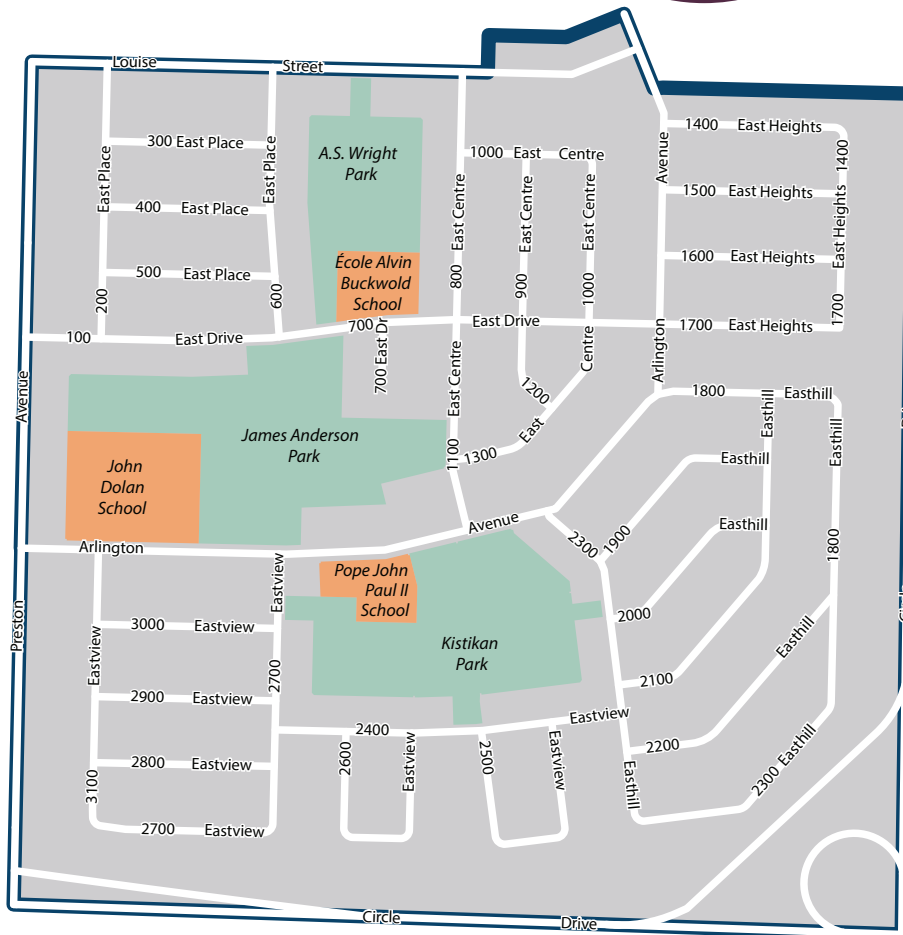 Louise Street
300 East Place
400 East Place
500 East Place
East Place
200
East Place
600
100 East Drive
A.S. Wright
Park
École Alvin
Buckwold
School
700
East Drive
700 East Dr
East Centre
800
1000 East Centre
East Centre
900
East Centre
1000
Centre
1200
East
1300
East Centre
1100
Avenue
Arlington
1400 East Heights
1500 East Heights
1600 East Heights
1700 East Heights
1400
East Heights
1700
1800 Easthill
Easthill
Easthill
1800
Easthill
Easthill
Avenue
Preston
John
Dolan
School
James Anderson
Park
Arlington
Avenue
2300
1900
2000
2100
2200
Easthill
2300 Easthill
Easthill
Pope John
Paul II
School
Kistikan
Park
Eastview
2700
Eastview
3100
3000 Eastview
2900 Eastview
2800 Eastview
2700 Eastview
2400
Eastview
2600
Eastview
2500
Eastview
Circle Drive